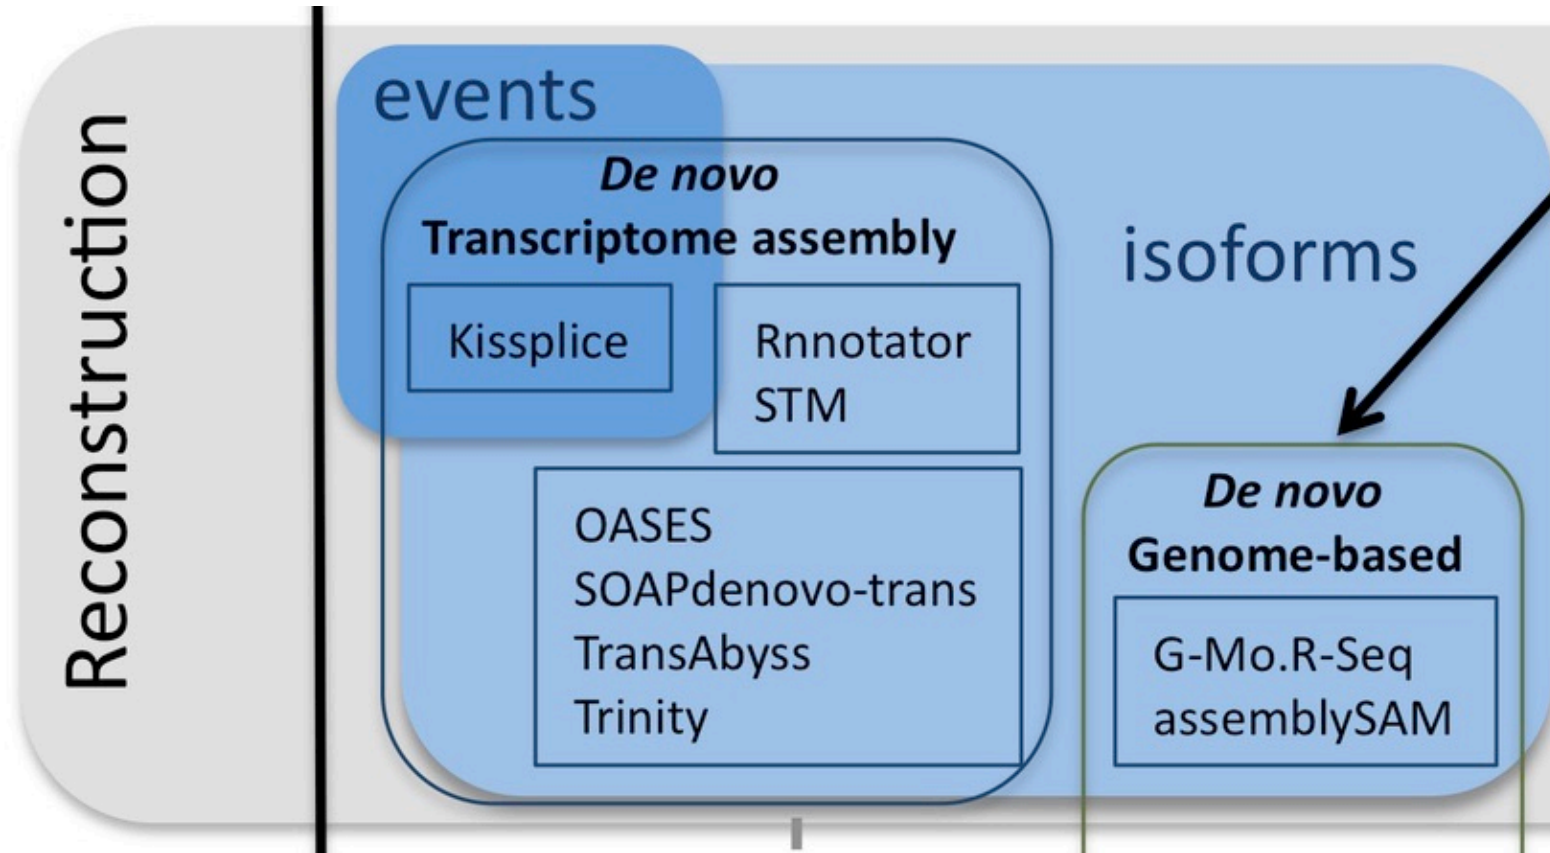 Reconstruction
events
De novo
Transcriptome assembly
Kissplice
Rnnotator
STM
OASES
SOAPdenovo-trans
TransAbyss
Trinity
isoforms
De novo
Genome-based
G-Mo.R-Seq
assemblySAM